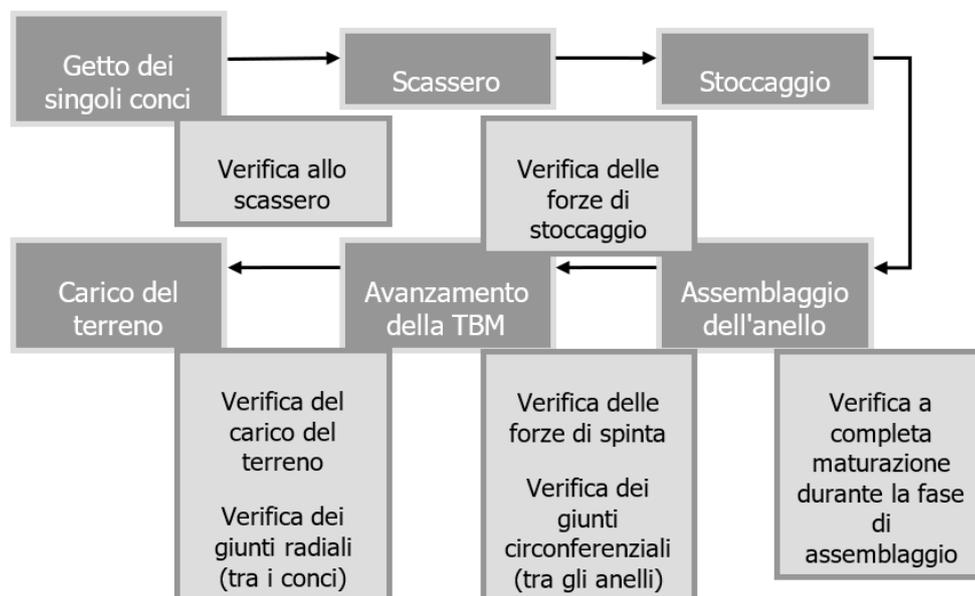 Getto dei
singoli conci
Scassero
Stoccaggio
Verifica allo
scassero
Verifica delle
forze di
stoccaggio
Carico del
terreno
Avanzamento
della TBM
Assemblaggio
dell'anello
Verifica del
carico del
terreno
Verifica dei
giunti radiali
(tra i conci)
Verifica delle
forze di spinta
Verifica dei
giunti
circonferenziali
(tra gli anelli)
Verifica a
completa
maturazione
durante la fase
di
assemblaggio